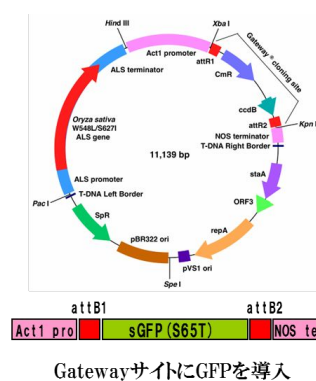 Hind III
Xba I
Act1 promoter
attR1
Gateway ® cloning site
CmR
ccdB
attR2
Kpn I
NOS terminator
T-DNA Right Border
staA
ORF3
repA
pVS1 ori
Spe I
pBR322 ori
SpR
Pac I
T-DNA Left Border
ALS promoter
Oryza sativa
W548L/S627I
ALS gene
ALS terminator
11,139 bp
attB1
attB2
Act1 pro
sGFP(S65T)
NOS te
GatewayサイトにGFPを導入